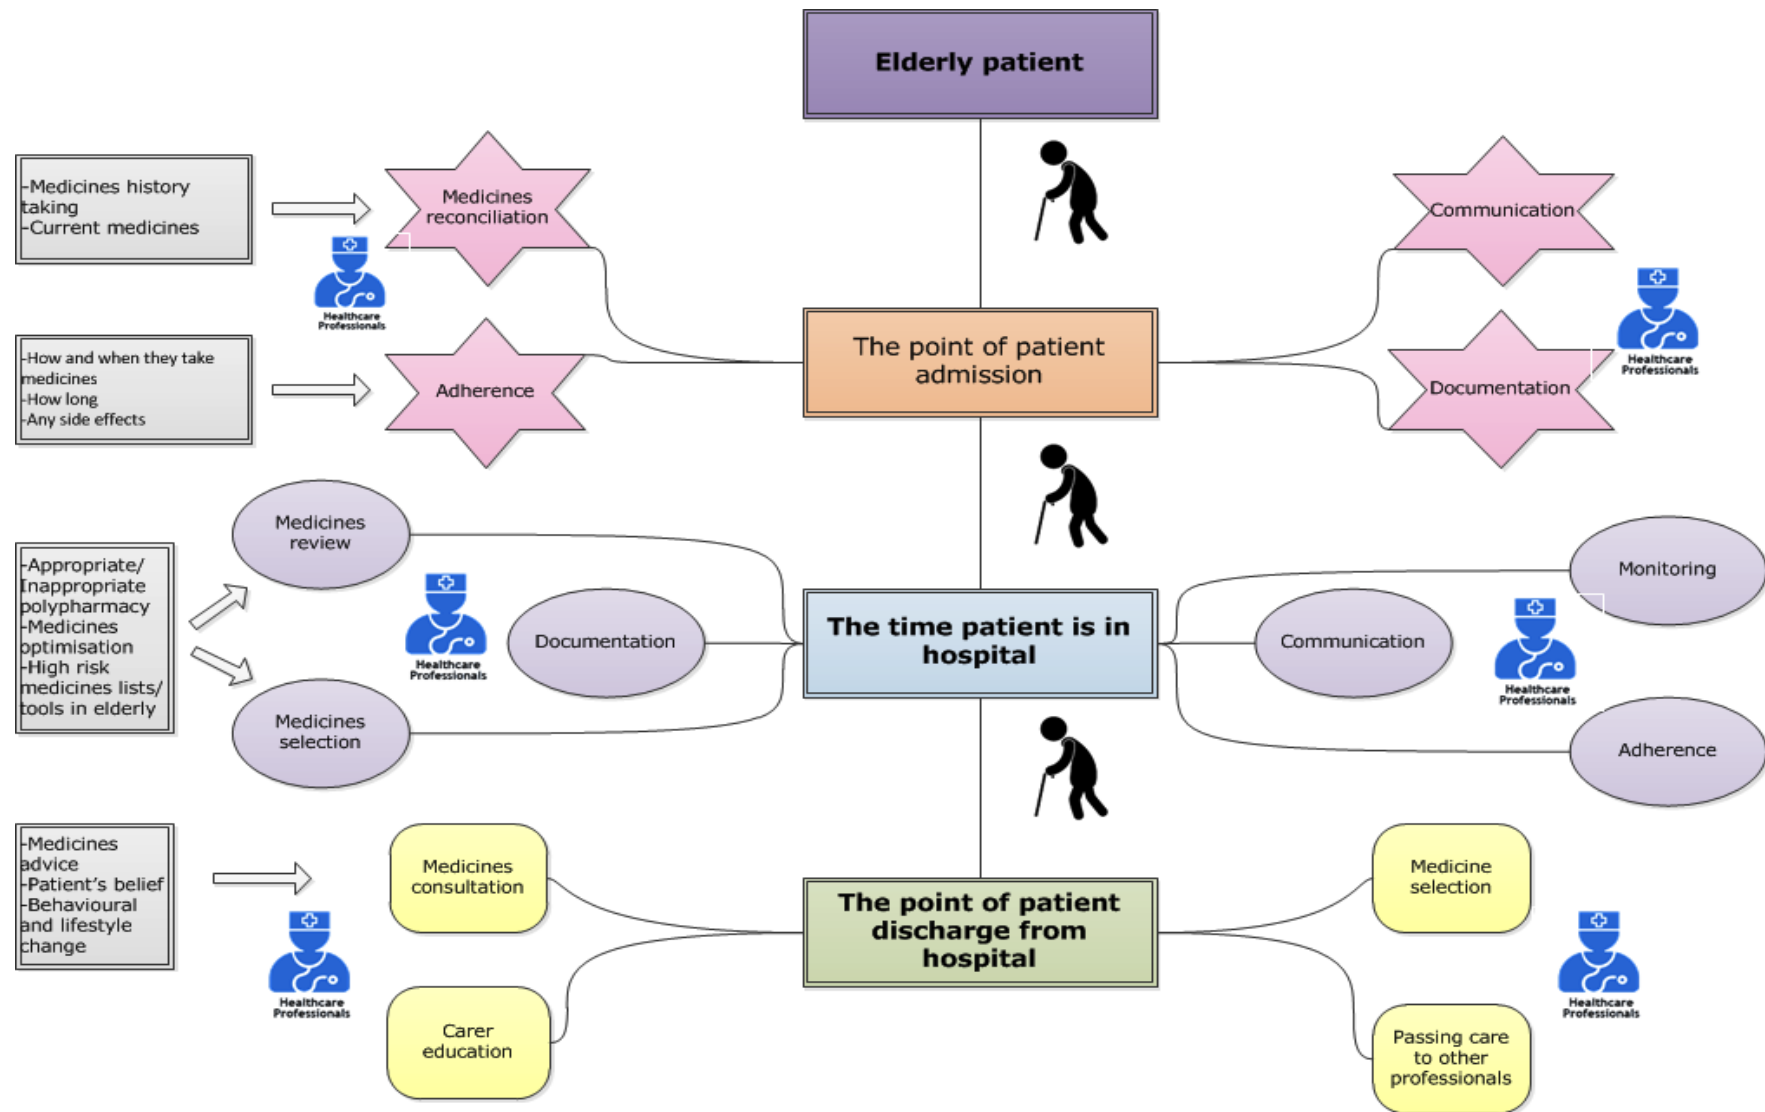 Elderly patient
-Medicines history
taking
-Current medicines
Medicines
reconciliation
Communication
Healthcare
Professionals
The point of patient
admission
Healthcare
Professionals
-How and when they take
medicines
-How long
-Any side effects
Adherence
Documentation
Medicines
review
-Appropriate/
Inappropriate
polypharmacy
-Medicines
optimisation
-High risk
medicines lists/
tools in elderly
Healthcare
Professionals
Documentation
The time patient is in
hospital
Communication
Monitoring
Healthcare
Professionals
Medicines
selection
Adherence
-Medicines
advice
-Patient's belief
-Behavioural
and lifestyle
change
Medicines
consultation
The point of patient
discharge from
hospital
Medicine
selection
Healthcare
Professionals
Healthcare
Professionals
Carer
education
Passing care
to other
professionals